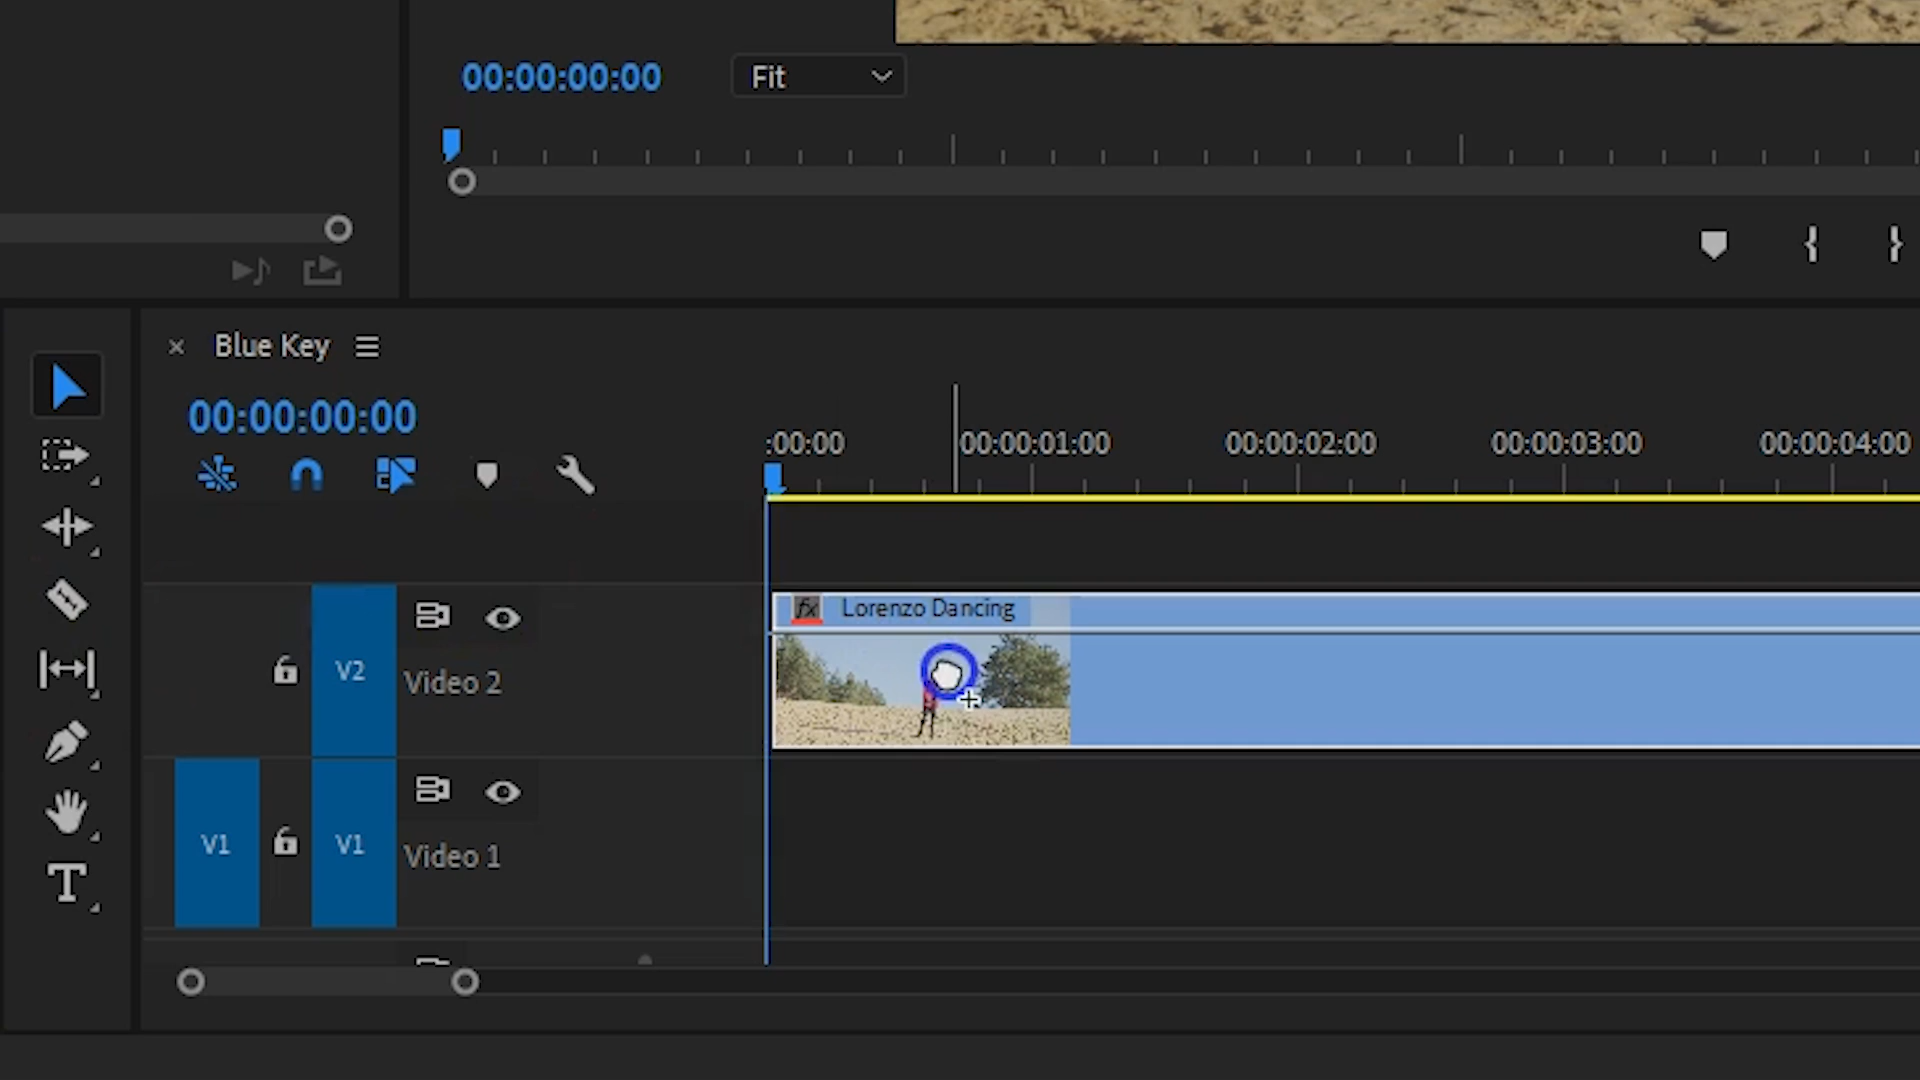 00:00:00:00
Fit
Blue Key
00:00:00:00
:00:00
00:00:01:00
00:00:02:00
00:00:03:00
00:00:04:00
fx
Lorenzo Dancing
V2
Video 2
V1
V1
Video 1